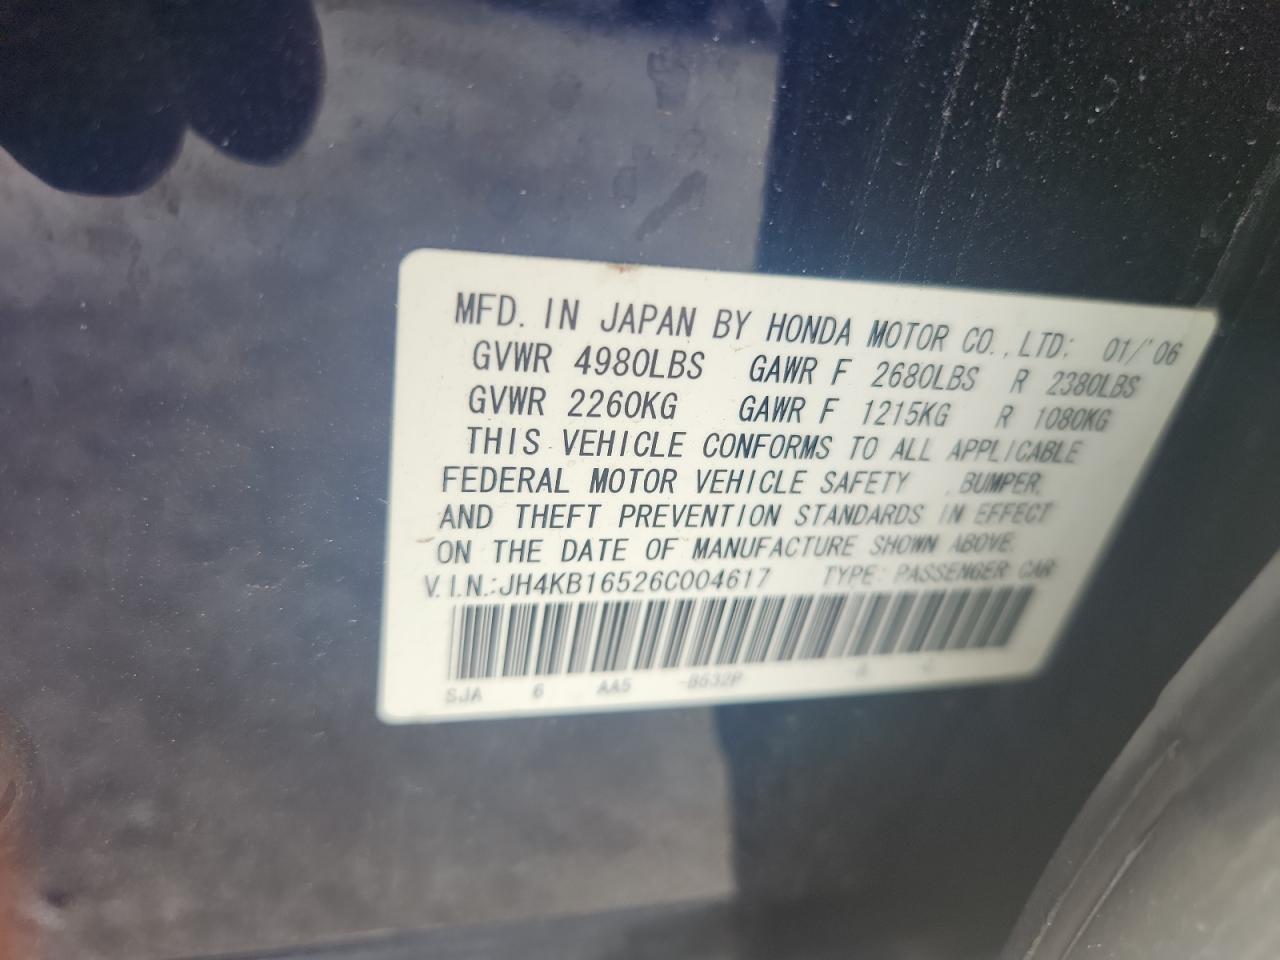 MFD. IN JAPAN BY HONDA MOTOR CO., LTD: 01/'06
GVWR 4980LBS GAWR F 2680LBS R 2380LBS
GVWR 2260KG GAWR F 1215KG R 1080KG
THIS VEHICLE CONFORMS TO ALL APPLICABLE
FEDERAL MOTOR VEHICLE SAFETY , BUMPER,
AND THEFT PREVENTION STANDARDS IN EFFECT
ON THE DATE OF MANUFACTURE SHOWN ABOVE.
V.I.N.:JH4KB16526C004617 TYPE: PASSENGER CAR
SJA 6 AA5 -B532P A